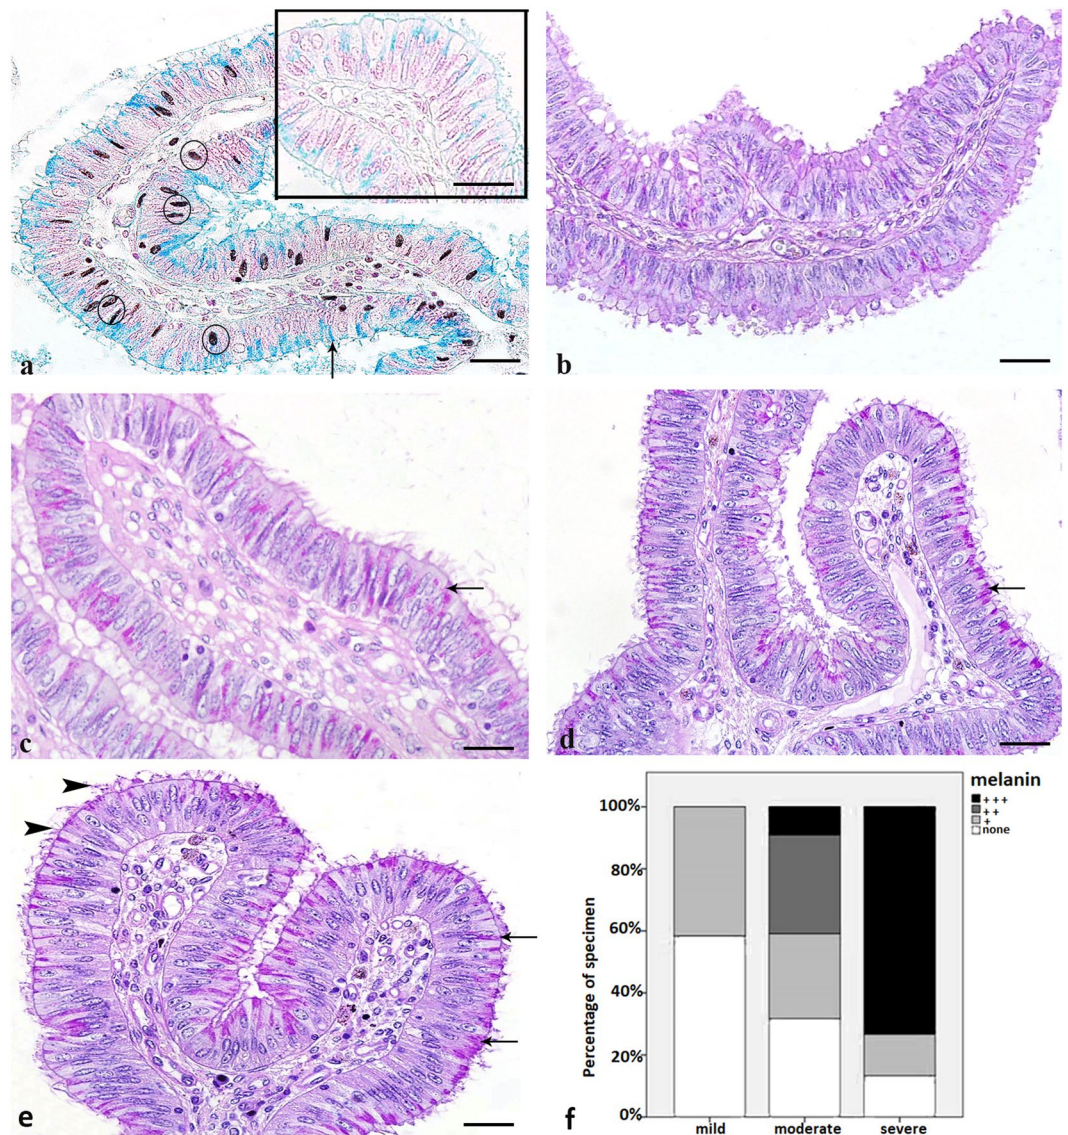 a
b
c
d
e
f
melanin
+++
++
+
none
100%
80%
60%
40%
20%
0%
Percentage of specimen
mild moderate severe